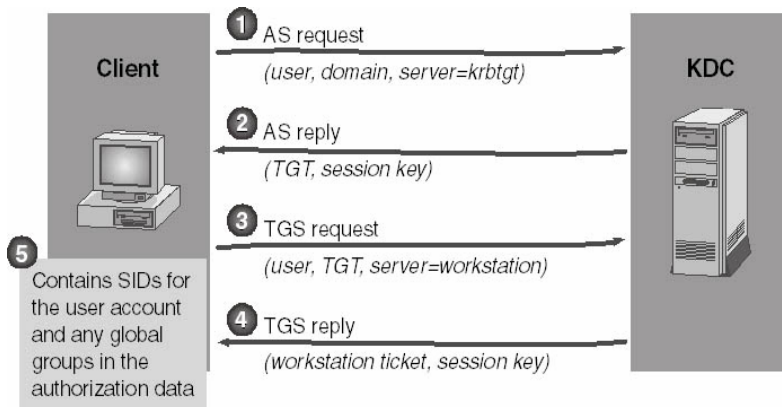 1 AS request
Client
KDC
(user, domain, server=krbtgt)
2 AS reply
(TGT, session key)
3 TGS request
(user, TGT, server=workstation)
5
Contains SIDs for
the user account
and any global
groups in the
authorization data
4 TGS reply
(workstation ticket, session key)